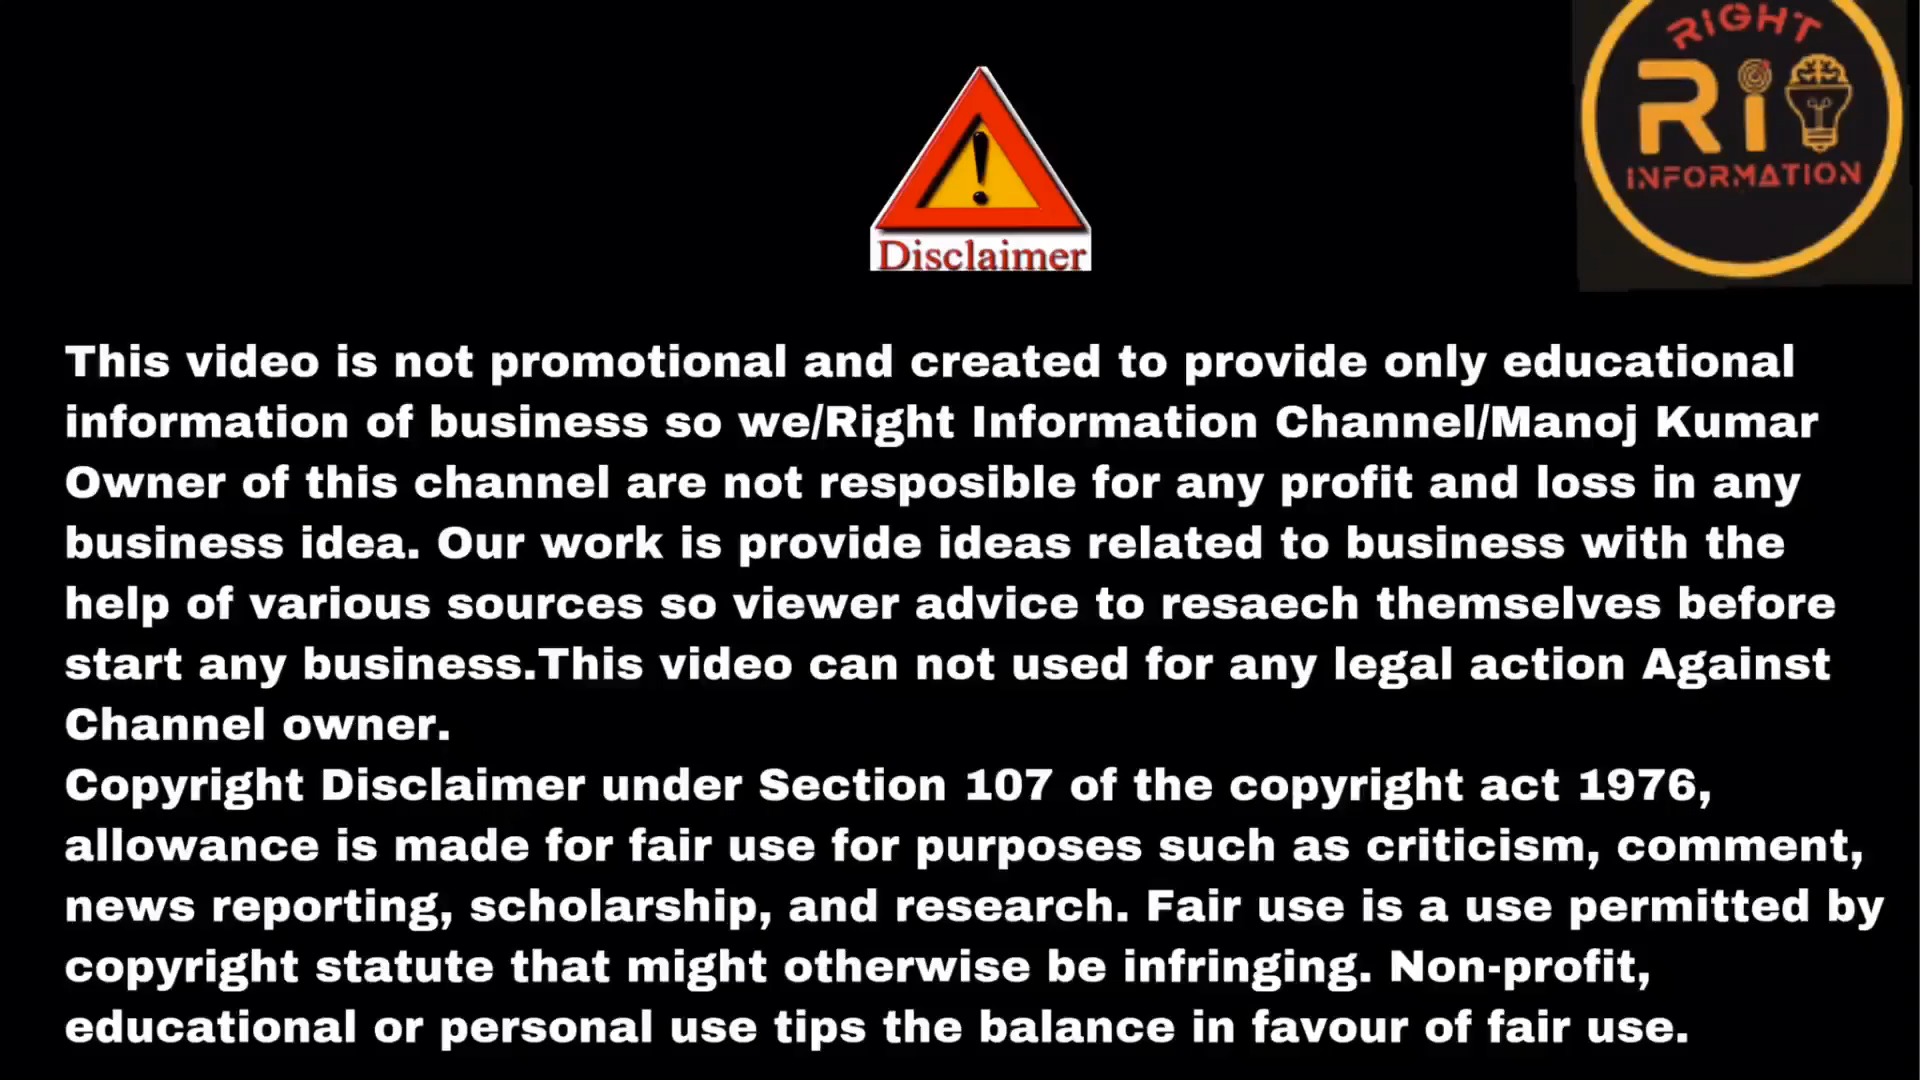 RIGHT
Ri
INFORMATION
Disclaimer
This video is not promotional and created to provide only educational
information of business so we/Right Information Channel/Manoj Kumar
Owner of this channel are not resposible for any profit and loss in any
business idea. Our work is provide ideas related to business with the
help of various sources so viewer advice to resaech themselves before
start any business.This video can not used for any legal action Against
Channel owner.
Copyright Disclaimer under Section 107 of the copyright act 1976,
allowance is made for fair use for purposes such as criticism, comment,
news reporting, scholarship, and research. Fair use is a use permitted by
copyright statute that might otherwise be infringing. Non-profit,
educational or personal use tips the balance in favour of fair use.